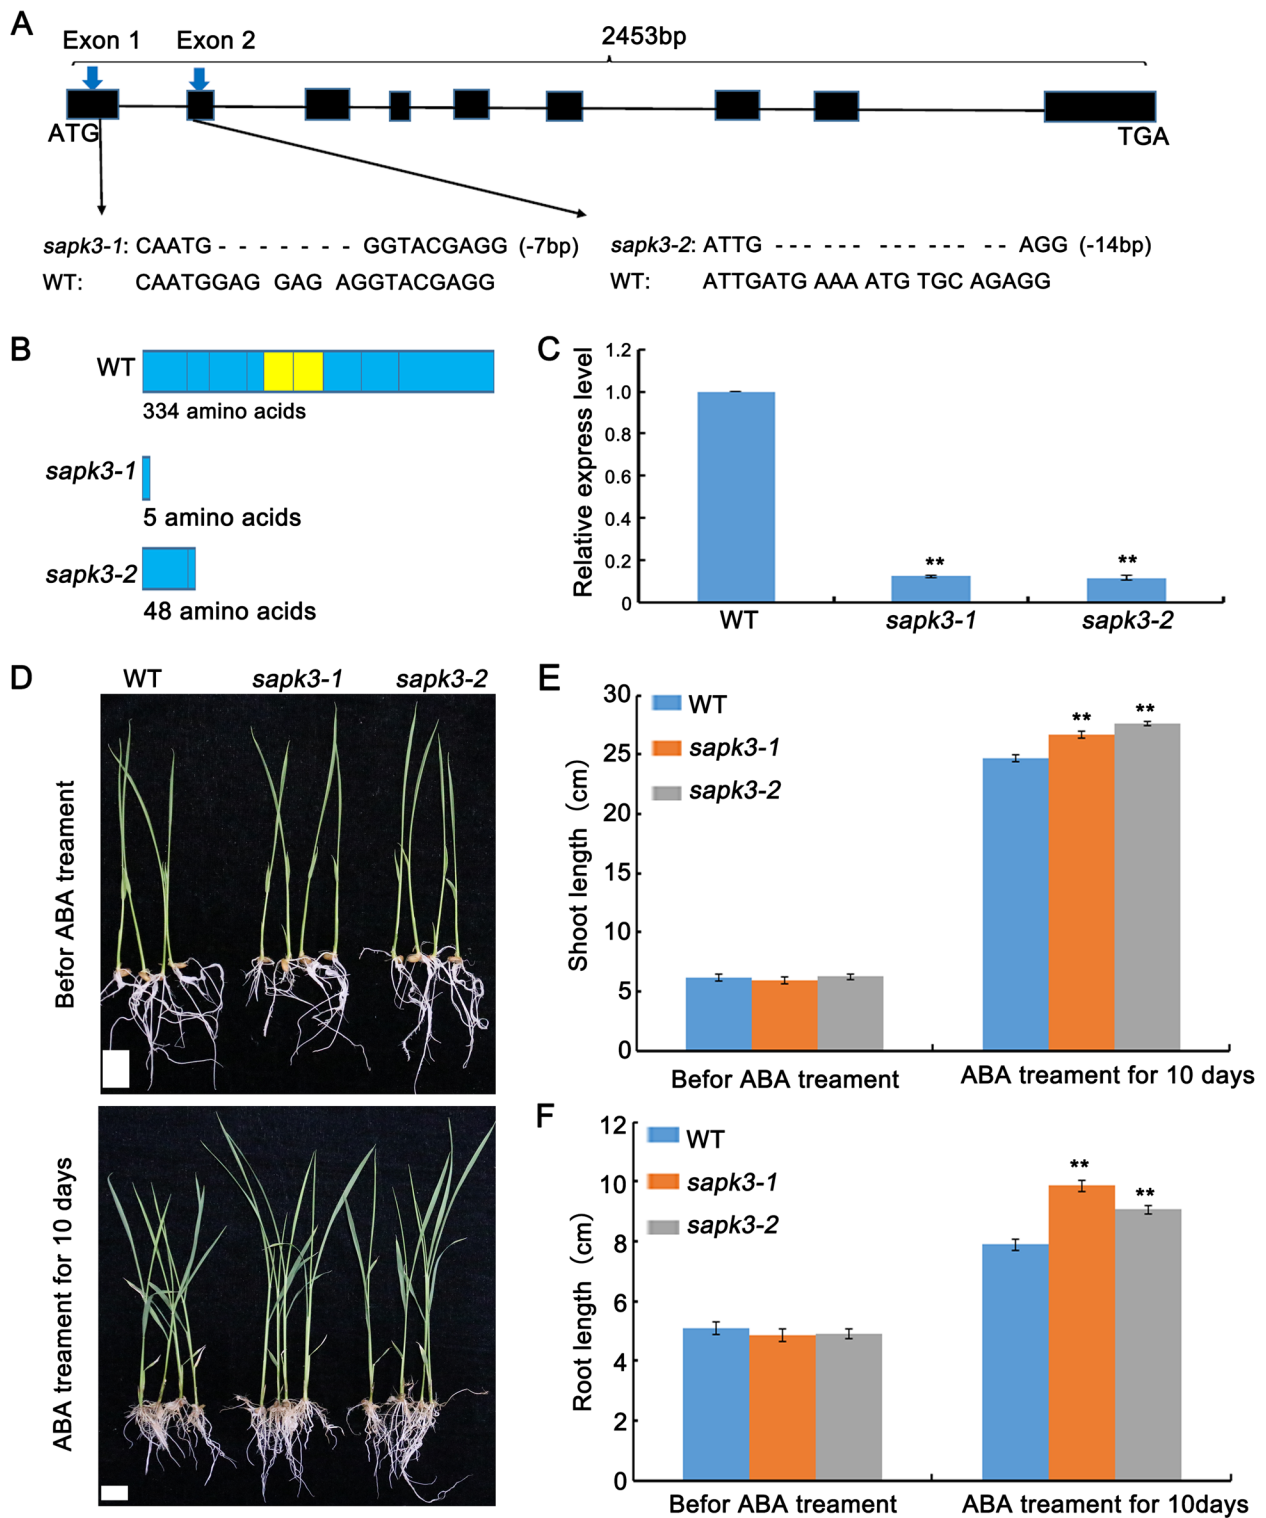 A
Exon 1 Exon 2 2453bp
ATG TGA
sapk3-1: CAATG- - - - - - - GGTACGAGG (-7bp)
WT: CAATGGAG GAG AGGTACGAGG
sapk3-2: ATTG --- --- --- --- -- AGG (-14bp)
WT: ATTGATG AAA ATG TGC AGAGG
B
WT
334 amino acids
sapk3-1
5 amino acids
sapk3-2
48 amino acids
C
Relative express level
1.2
1.0
0.8
0.6
0.4
0.2
0
** **
WT sapk3-1 sapk3-2
D
WT sapk3-1 sapk3-2
Befor ABA treament
ABA treament for 10 days
E
Shoot length (cm)
30
25
20
15
10
5
0
WT
sapk3-1
sapk3-2
** **
Befor ABA treament ABA treament for 10 days
F
Root length (cm)
12
10
8
6
4
2
0
WT
sapk3-1
sapk3-2
** **
Befor ABA treament ABA treament for 10days